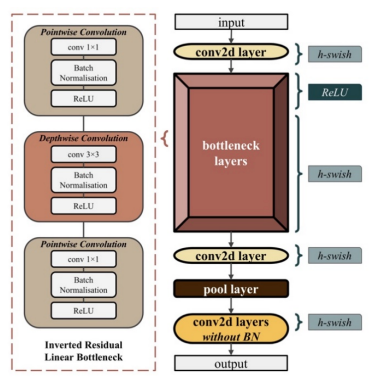 Pointwise Convolution
conv 1×1
Batch
Normalisation
ReLU
Depthwise Convolution
conv 3×3
Batch
Normalisation
ReLU
Pointwise Convolution
conv 1×1
Batch
Normalisation
ReLU
Inverted Residual
Linear Bottleneck
input
conv2d layer
h-swish
ReLU
bottleneck
layers
h-swish
conv2d layer
h-swish
pool layer
conv2d layers
without BN
h-swish
output